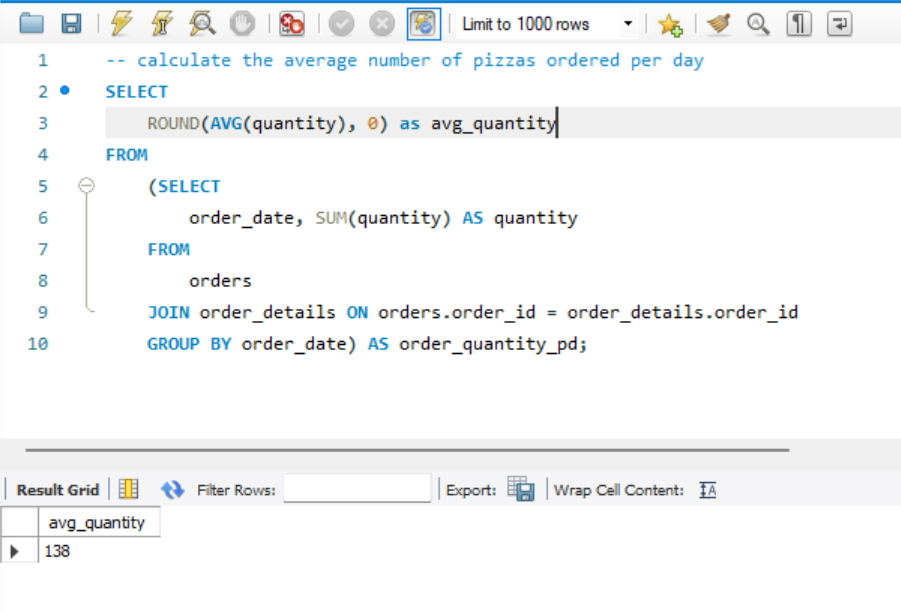 Limit to 1000 rows
1 -- calculate the average number of pizzas ordered per day
2 SELECT
3 ROUND(AVG(quantity), 0) as avg_quantity
4 FROM
5 (SELECT
6 order_date, SUM(quantity) AS quantity
7 FROM
8 orders
9 JOIN order_details ON orders.order_id = order_details.order_id
10 GROUP BY order_date) AS order_quantity_pd;
Result Grid Filter Rows: Export: Wrap Cell Content: IA
avg_quantity
138